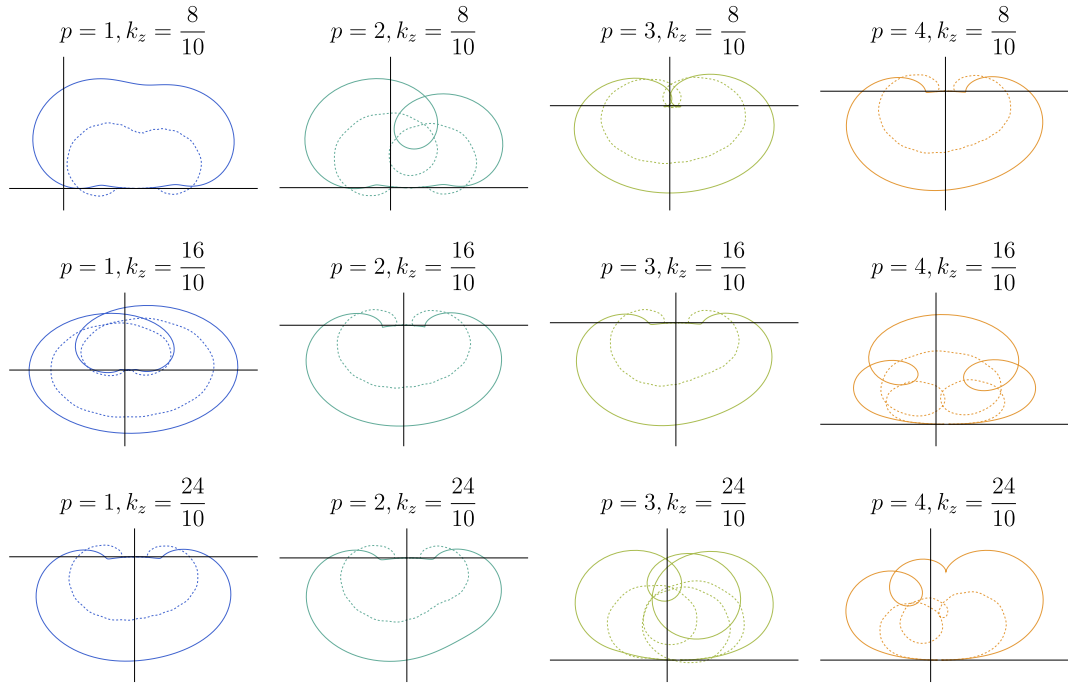 p = 1, k_z = 8/10
p = 2, k_z = 8/10
p = 3, k_z = 8/10
p = 4, k_z = 8/10
p = 1, k_z = 16/10
p = 2, k_z = 16/10
p = 3, k_z = 16/10
p = 4, k_z = 16/10
p = 1, k_z = 24/10
p = 2, k_z = 24/10
p = 3, k_z = 24/10
p = 4, k_z = 24/10